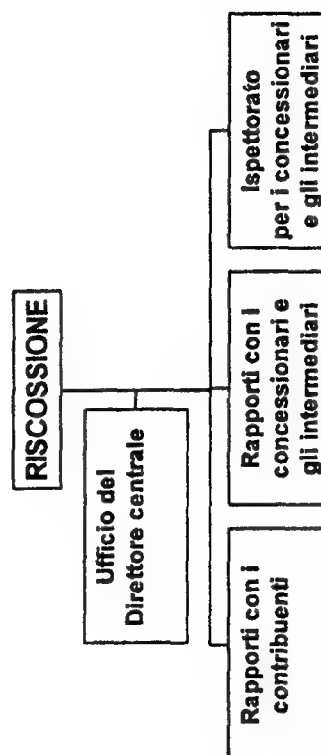 RISCOSSIONE
Ufficio del
Direttore centrale
Rapporti con i
contribuenti
Rapporti con i
concessionari e
gli intermediari
Ispettorato
per i concessionari
e gli intermediari